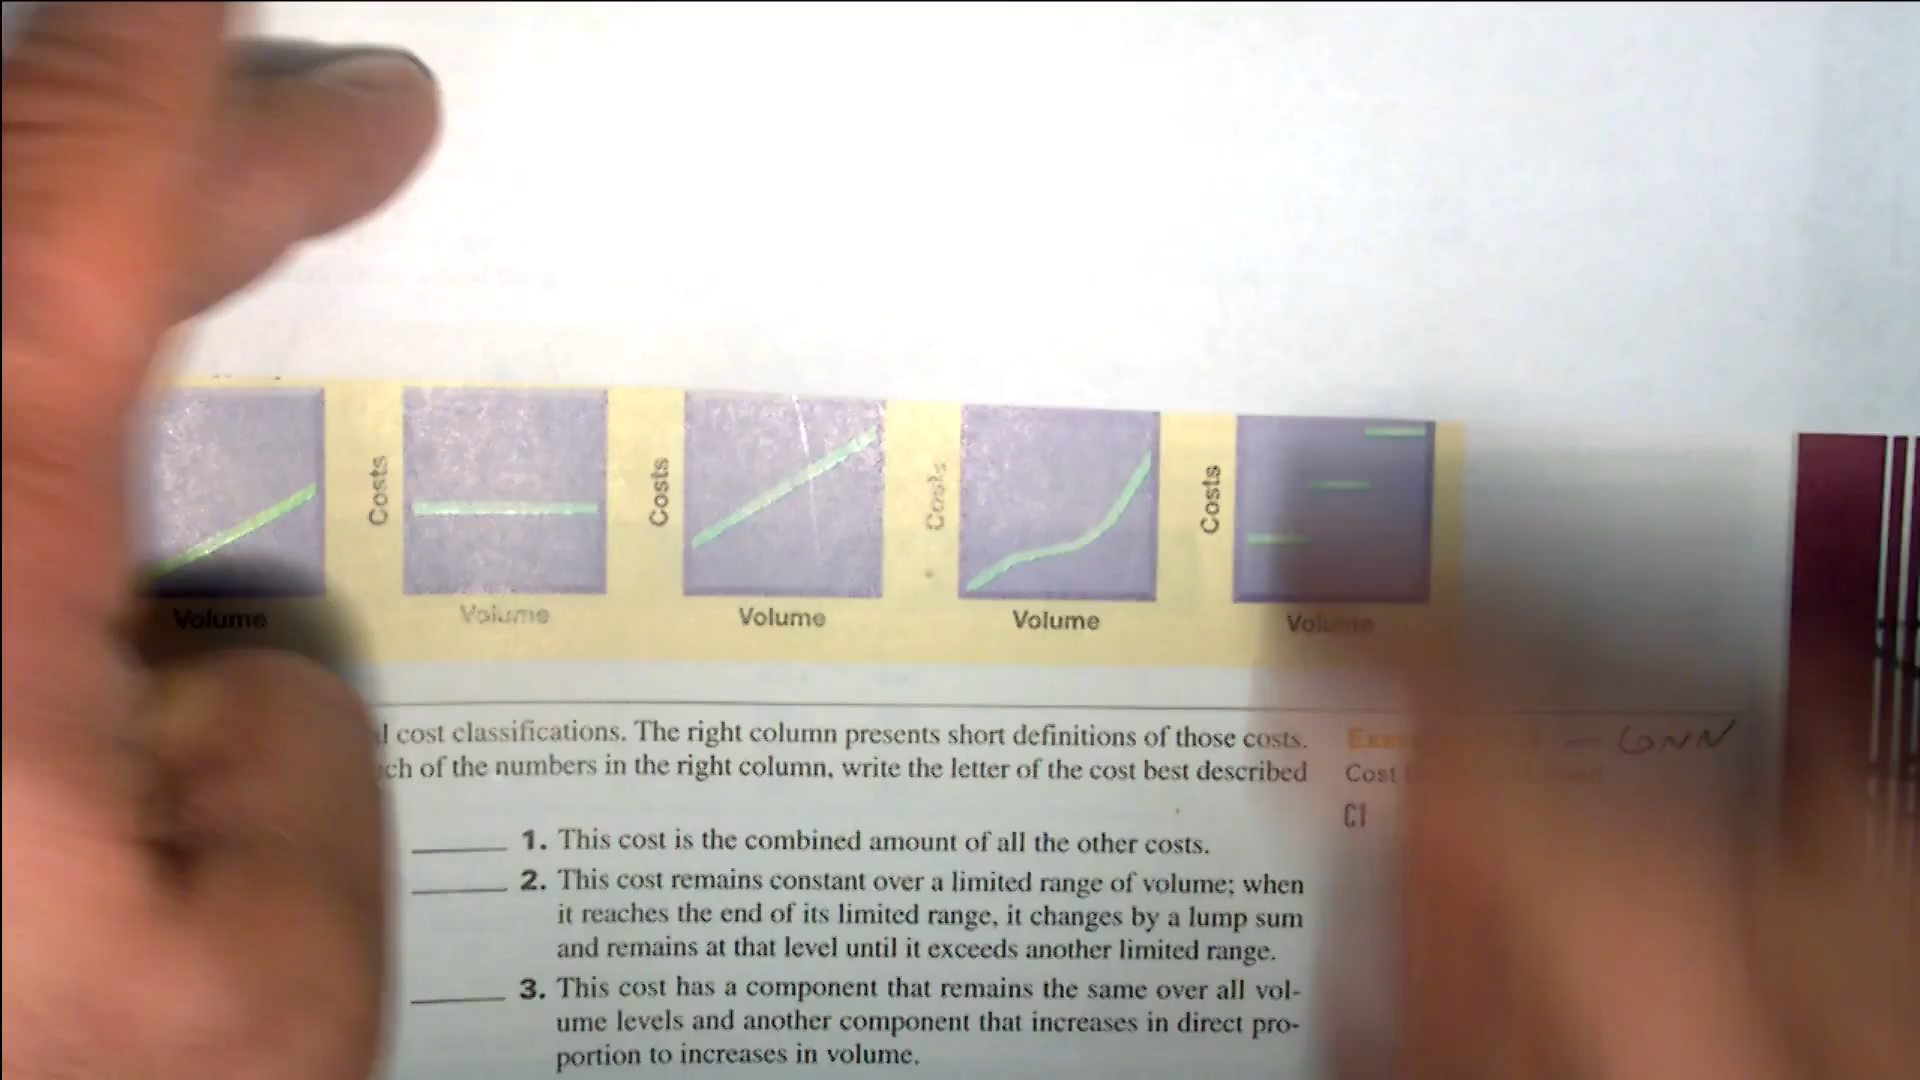 Costs
Costs
Costs
Costs
Volume
Volume
Volume
Volume
Volume
cost classifications. The right column presents short definitions of those costs.
of the numbers in the right column, write the letter of the cost best described
CONN
Cost
C1
1. This cost is the combined amount of all the other costs.
2. This cost remains constant over a limited range of volume; when
it reaches the end of its limited range, it changes by a lump sum
and remains at that level until it exceeds another limited range.
3. This cost has a component that remains the same over all vol-
ume levels and another component that increases in direct pro-
portion to increases in volume.